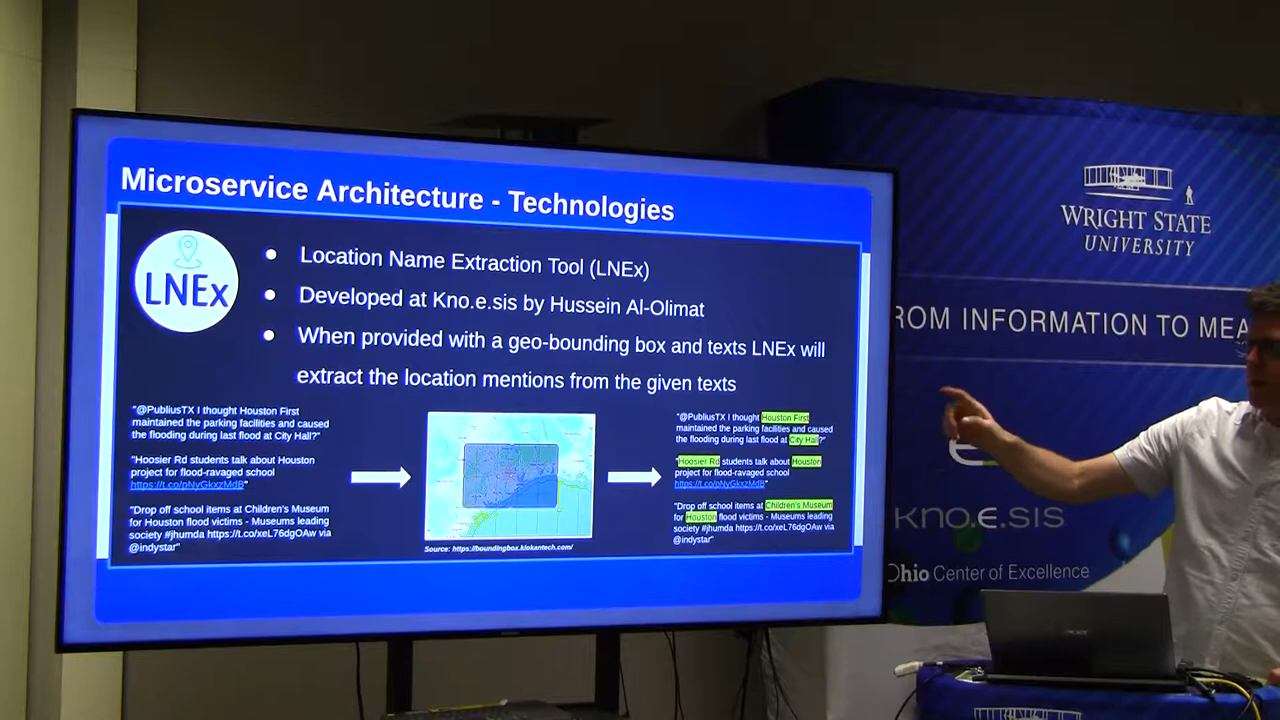 Microservice Architecture - Technologies
LNEx
● Location Name Extraction Tool (LNEx)
● Developed at Kno.e.sis by Hussein Al-Olimat
● When provided with a geo-bounding box and texts LNEx will
extract the location mentions from the given texts
"@PubliusTX I thought Houston First
maintained the parking facilities and caused
the flooding during last flood at City Hall?"
"Hoosier Rd students talk about Houston
project for flood-ravaged school
https://t.co/pNyGkxzMdB"
"Drop off school items at Children's Museum
for Houston flood victims - Museums leading
society #jhumda https://t.co/xeL76dgOAw via
@indystar"
Source: https://boundingbox.klokantech.com/
"@PubliusTX I thought Houston First
maintained the parking facilities and caused
the flooding during last flood at City Hall?"
"Hoosier Rd students talk about Houston
project for flood-ravaged school
https://t.co/pNyGkxzMdB"
"Drop off school items at Children's Museum
for Houston flood victims - Museums leading
society #jhumda https://t.co/xeL76dgOAw via
@indystar"
WRIGHT STATE
UNIVERSITY
ROM INFORMATION TO MEA
KNO.E.SIS
Ohio Center of Excellence
acer